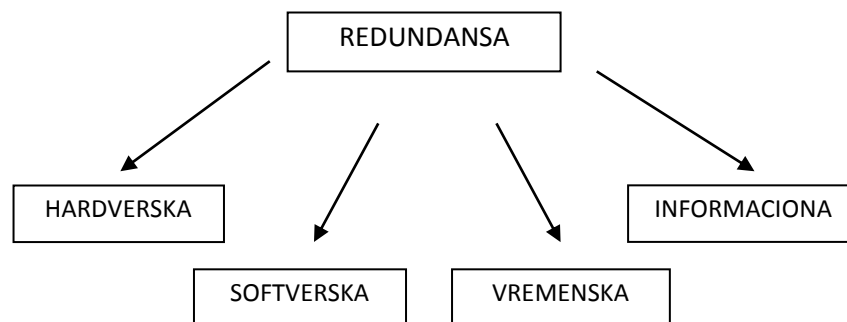 REDUNDANSA
HARDVERSKA
INFORMACIONA
SOFTVERSKA
VREMENSKA